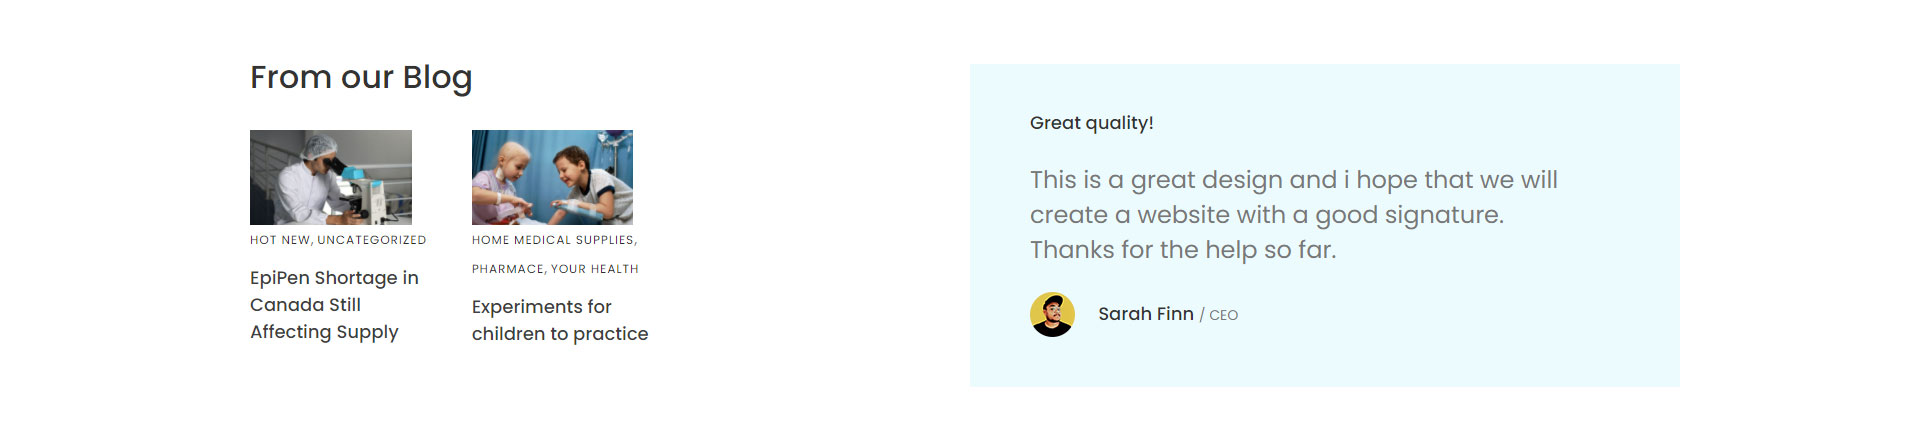 From our Blog
HOT NEW, UNCATEGORIZED
EpiPen Shortage in
Canada Still
Affecting Supply
HOME MEDICAL SUPPLIES,
PHARMACE, YOUR HEALTH
Experiments for
children to practice
Great quality!
This is a great design and i hope that we will
create a website with a good signature.
Thanks for the help so far.
Sarah Finn / CEO